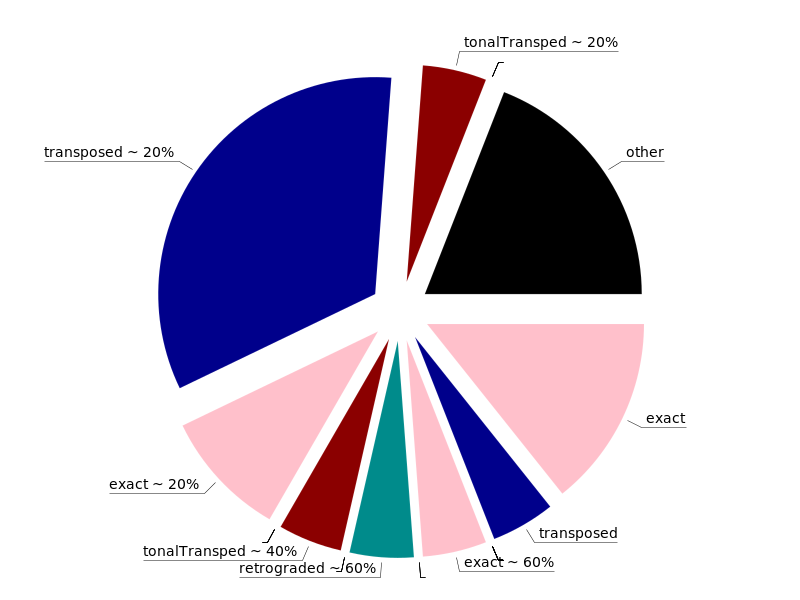 tonalTransped ~ 20%
transposed ~ 20%
other
exact
exact ~ 20%
transposed
tonalTransped ~ 40%
exact ~ 60%
retrograded ~ 60%